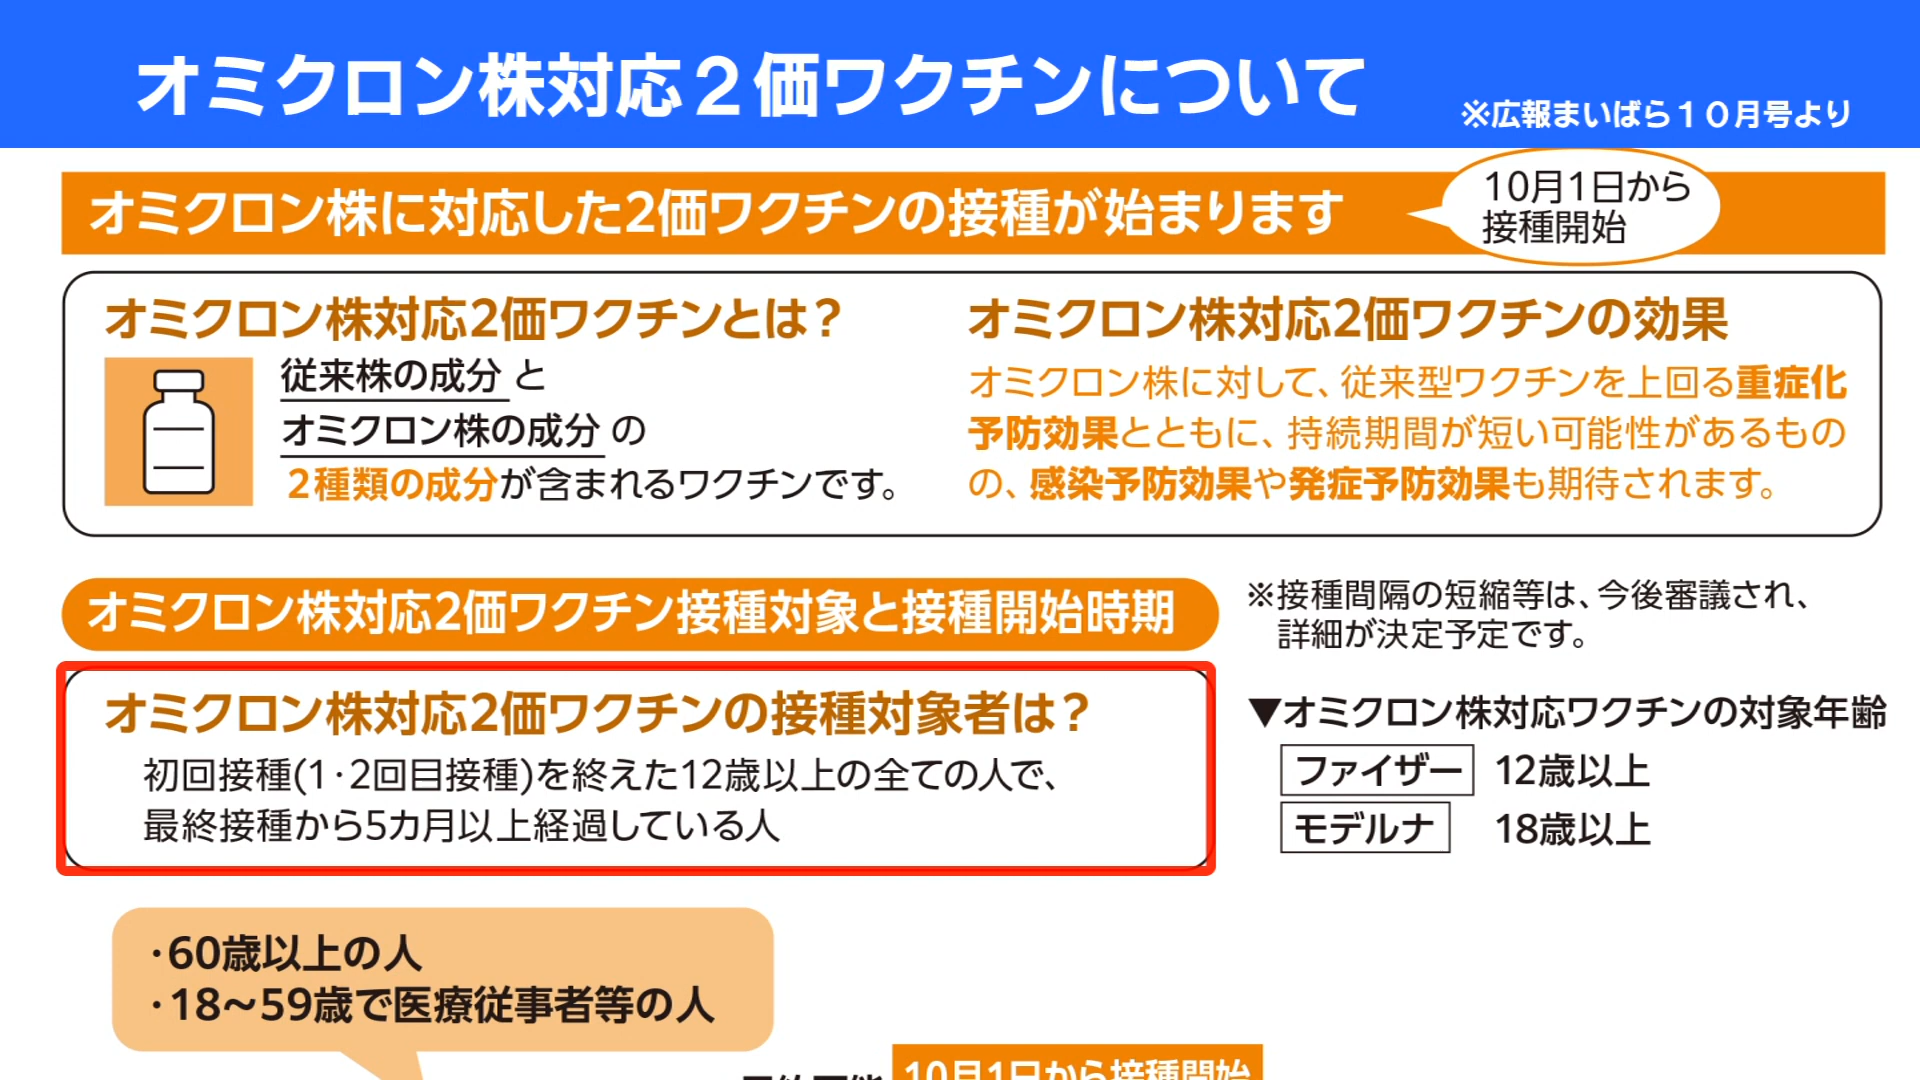 オミクロン株対応２価ワクチンについて
※広報まいばら１０月号より
オミクロン株に対応した2価ワクチンの接種が始まります
10月1日から
接種開始
オミクロン株対応2価ワクチンとは？
従来株の成分 と
オミクロン株の成分 の
２種類の成分が含まれるワクチンです。
オミクロン株対応2価ワクチンの効果
オミクロン株に対して、従来型ワクチンを上回る重症化
予防効果とともに、持続期間が短い可能性があるもの
の、感染予防効果や発症予防効果も期待されます。
オミクロン株対応2価ワクチン接種対象と接種開始時期
※接種間隔の短縮等は、今後審議され、
詳細が決定予定です。
オミクロン株対応2価ワクチンの接種対象者は？
初回接種(1・2回目接種)を終えた12歳以上の全ての人で、
最終接種から5カ月以上経過している人
▼オミクロン株対応ワクチンの対象年齢
ファイザー 12歳以上
モデルナ 18歳以上
・60歳以上の人
・18～59歳で医療従事者等の人
10月1日から接種開始